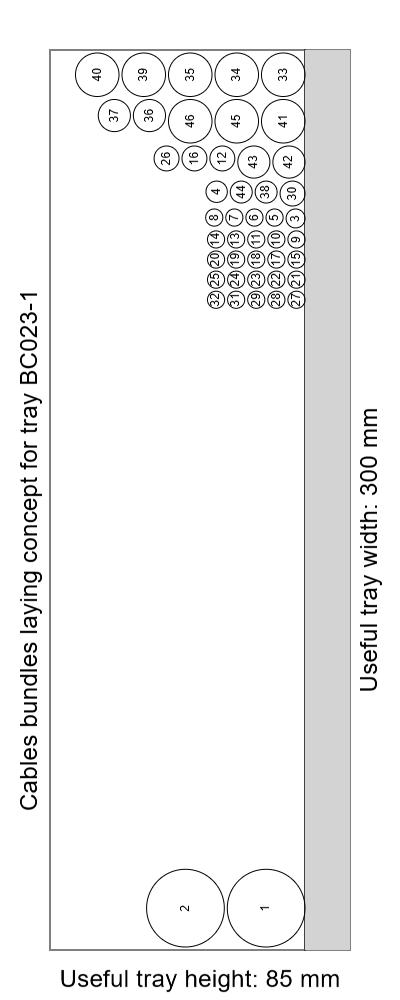 Cables bundles laying concept for tray BC023-1
40 39 35 34 33
37 36 46 45 41
26 16 12 43 42
4 44 38 30
8 7 6 5 3
14 13 11 10 9
20 19 18 17 15
25 24 23 22 21
32 31 29 28 27
2 1
Useful tray width: 300 mm
Useful tray height: 85 mm